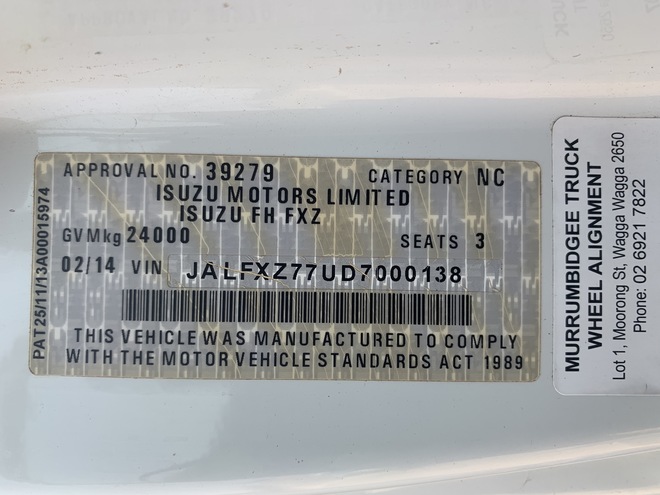 APPROVAL NO. 39279 CATEGORY NC
ISUZU MOTORS LIMITED
ISUZU FH FXZ
GVMkg 24000 SEATS 3
02/14 VIN JALFXZ77UD7000138
THIS VEHICLE WAS MANUFACTURED TO COMPLY
WITH THE MOTOR VEHICLE STANDARDS ACT 1989
PAT25/11/13A00015974
MURRUMBIDGEE TRUCK
WHEEL ALIGNMENT
Lot 1, Moorong St, Wagga Wagga 2650
Phone: 02 6921 7822